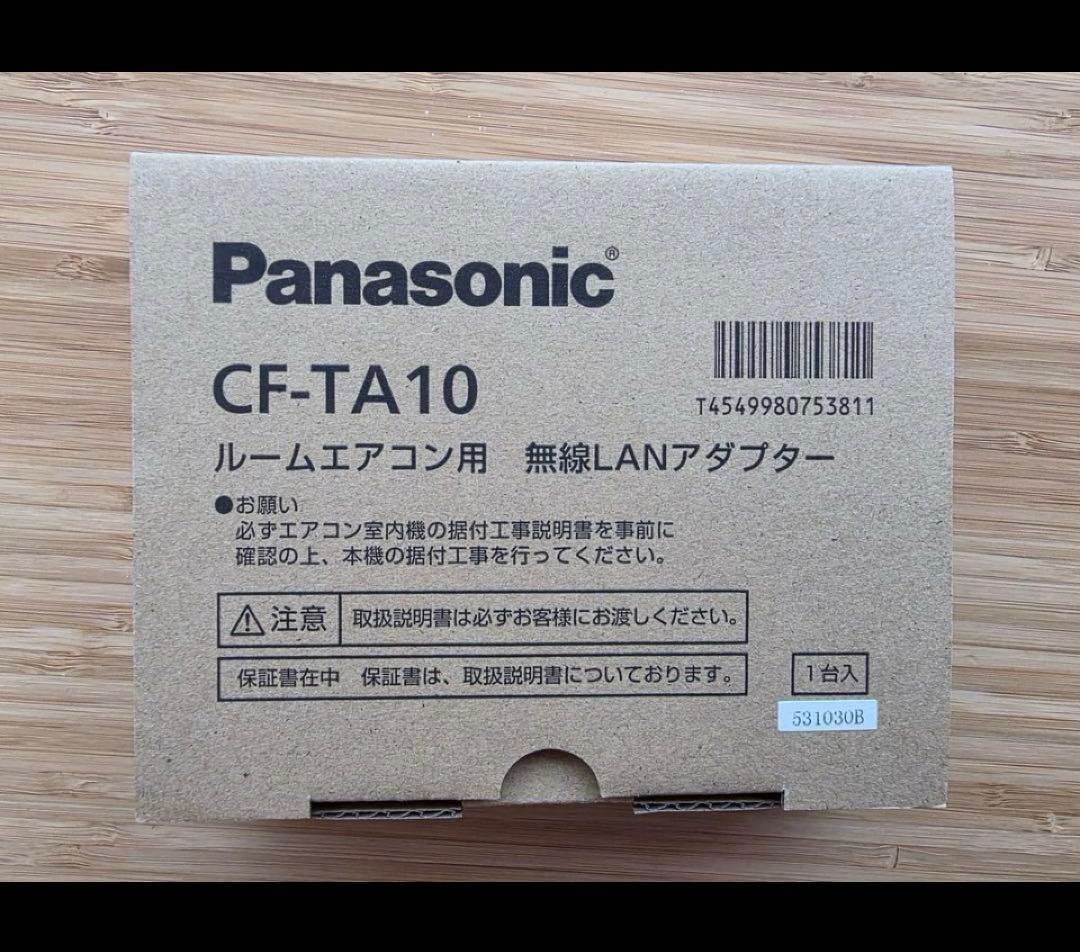 Panasonic®
T4549980753811
CF-TA10
ルームエアコン用 無線LANアダプター
●お願い
必ずエアコン室内機の据付工事説明書を事前に
確認の上、本機の据付工事を行ってください。
⚠注意 取扱説明書は必ずお客様にお渡しください。
保証書在中 保証書は、取扱説明書についております。
1台入
531030B